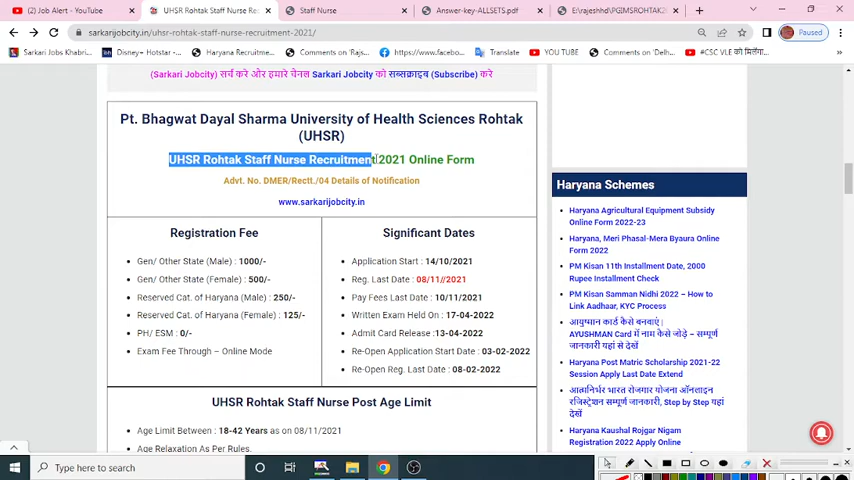 (2) Job Alert - YouTube
UHSR Rohtak Staff Nurse Recruitm
Staff Nurse
Answer-key-ALLSETS.pdf
E:\rajeshhd\PGIMSROHTAK2
sarkarijobcity.in/uhsr-rohtak-staff-nurse-recruitment-2021/
Paused
Sarkari Jobs Khabri...
Disney+ Hotstar - W...
Haryana Recruitme...
Comments on 'Raj...
Sarkari Jobcity
Translate
YOU TUBE
Comments on 'Delh...
#CSC VLE को मिलेंगा...
(Sarkari Jobcity) सर्च करे ओर हमारे चेनल Sarkari Jobcity को सब्सक्राइब (Subscribe) करे
Pt. Bhagwat Dayal Sharma University of Health Sciences Rohtak
(UHSR)
UHSR Rohtak Staff Nurse Recruitment 2021 Online Form
Advt. No. DMER/Rectt./04 Details of Notification
www.sarkarijobcity.in
Registration Fee
Gen/ Other State (Male) : 1000/-
Gen/ Other State (Female) : 500/-
Reserved Cat. of Haryana (Male) : 250/-
Reserved Cat. of Haryana (Female) : 125/-
PH/ ESM : 0/-
Exam Fee Through – Online Mode
Significant Dates
Application Start : 14/10/2021
Reg. Last Date : 08/11//2021
Pay Fees Last Date : 10/11/2021
Written Exam Held On : 17-04-2022
Admit Card Release : 13-04-2022
Re-Open Application Start Date : 03-02-2022
Re-Open Reg. Last Date : 08-02-2022
UHSR Rohtak Staff Nurse Post Age Limit
Age Limit Between : 18-42 Years as on 08/11/2021
Age Relaxation As Per Rules.
Haryana Schemes
Haryana Agricultural Equipment Subsidy
Online Form 2022-23
Haryana, Meri Phasal-Mera Byaura Online
Form 2022
PM Kisan 11th Installment Date, 2000
Rupee Installment Check
PM Kisan Samman Nidhi 2022 – How to
Link Aadhaar, KYC Process
आयुष्मान कार्ड कैसे बनवाएं |
AYUSHMAN Card में नाम कैसे जोड़े – सम्पूर्ण
जानकारी यहां से देखें
Haryana Post Matric Scholarship 2021-22
Session Apply Last Date Extend
आत्मनिर्भर भारत रोजगार योजना ऑनलाइन
रजिस्ट्रेशन सम्पूर्ण जानकारी, Step by Step यहां
से देखें
Haryana Kaushal Rojgar Nigam
Registration 2022 Apply Online
Type here to search